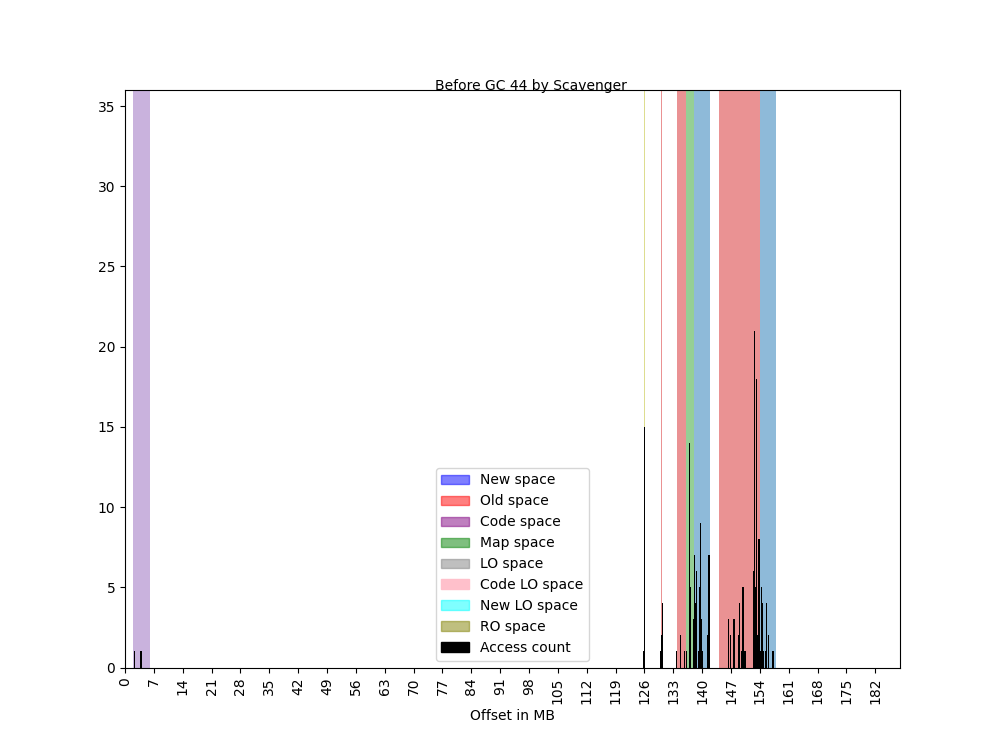 Before GC 44 by Scavenger
35
30
25
20
15
10
5
0
New space
Old space
Code space
Map space
LO space
Code LO space
New LO space
RO space
Access count
0 7 14 21 28 35 42 49 56 63 70 77 84 91 98 105 112 119 126 133 140 147 154 161 168 175 182
Offset in MB